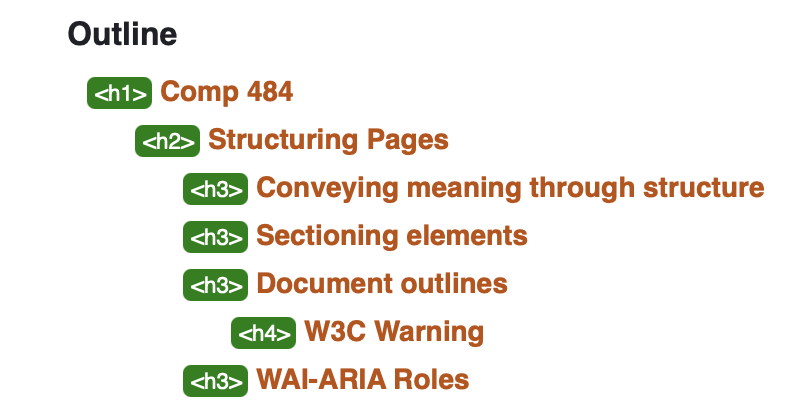 Outline
<h1> Comp 484
<h2> Structuring Pages
<h3> Conveying meaning through structure
<h3> Sectioning elements
<h3> Document outlines
<h4> W3C Warning
<h3> WAI-ARIA Roles